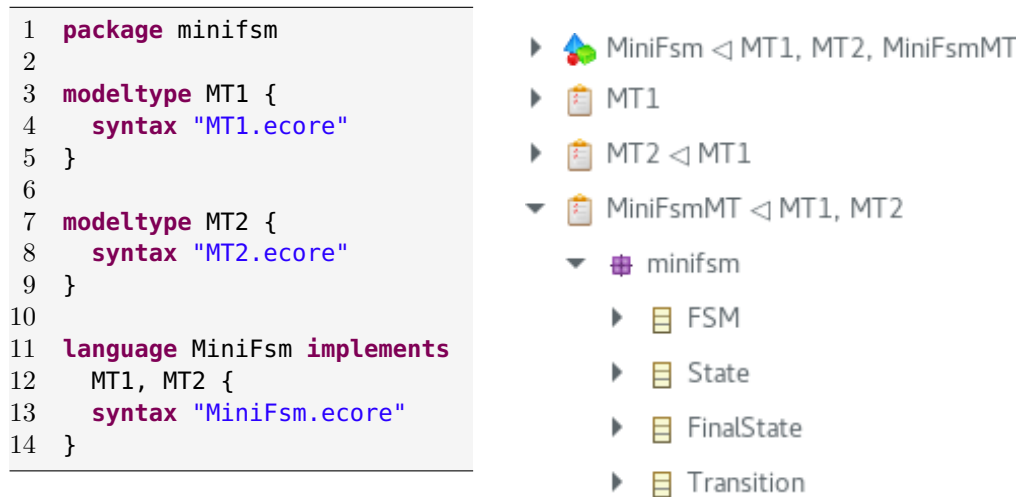 1 package minifsm
2
3 modeltype MT1 {
4   syntax "MT1.ecore"
5 }
6
7 modeltype MT2 {
8   syntax "MT2.ecore"
9 }
10
11 language MiniFsm implements
12   MT1, MT2 {
13   syntax "MiniFsm.ecore"
14 }
MiniFsm ◁ MT1, MT2, MiniFsmMT
MT1
MT2 ◁ MT1
MiniFsmMT ◁ MT1, MT2
minifsm
FSM
State
FinalState
Transition